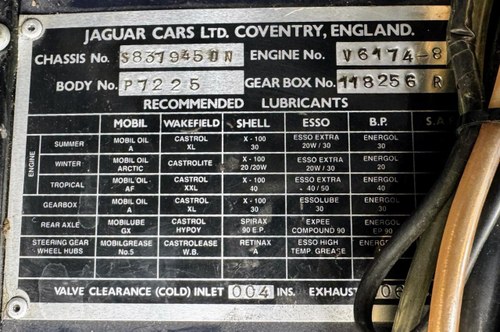 JAGUAR CARS LTD. COVENTRY, ENGLAND.
CHASSIS No. S837945DN ENGINE No. V6174-8
BODY No. P7225 GEAR BOX No. 118256 R
RECOMMENDED LUBRICANTS
MOBIL WAKEFIELD SHELL ESSO B.P. S.A.
ENGINE
SUMMER MOBIL OIL A CASTROL XL X - 100 30 ESSO EXTRA 20W / 30 ENERGOL 30
WINTER MOBIL OIL ARCTIC CASTROLITE X - 100 20 /20W ESSO EXTRA 20W / 30 ENERGOL 20
TROPICAL MOBIL OIL - AF CASTROL XXL X - 100 40 ESSO EXTRA - 40 / 50 ENERGOL 40
GEARBOX MOBIL OIL A CASTROL XL X - 100 30 ESSOLUBE 30 ENERGOL 30
REAR AXLE MOBILUBE GX CASTROL HYPOY SPIRAX 90 E.P. EXPEE COMPOUND 90 ENERGOL EP 90
STEERING GEAR WHEEL HUBS MOBILGREASE No.5 CASTROLEASE W.B. RETINAX A ESSO HIGH TEMP. GREASE
VALVE CLEARANCE (COLD) INLET 004 INS. EXHAUST 06